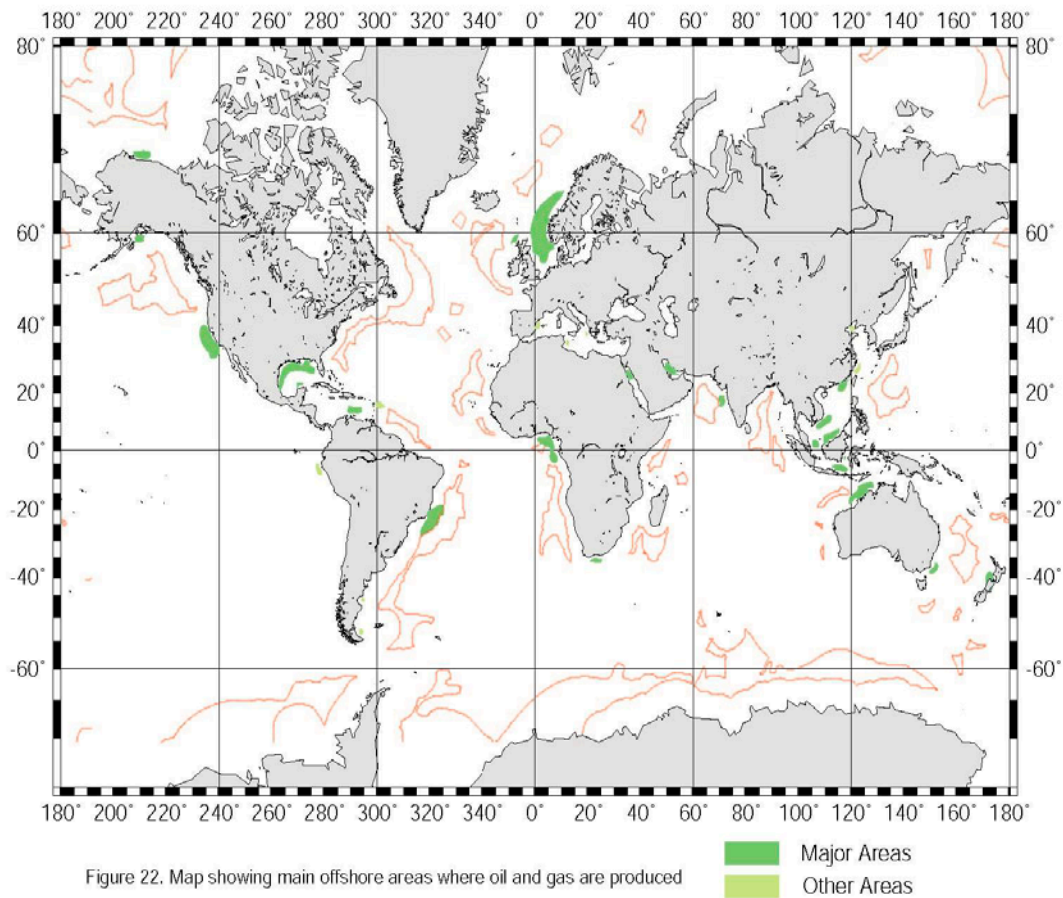 180 200 220 240 260 280 300 320 340 0 20 40 60 80 100 120 140 160 180
80° 80°
60° 60°
40° 40°
20° 20°
0° 0°
-20° -20°
-40° -40°
-60° -60°
180 200 220 240 260 280 300 320 340 0 20 40 60 80 100 120 140 160 180
Major Areas
Figure 22. Map showing main offshore areas where oil and gas are produced
Other Areas